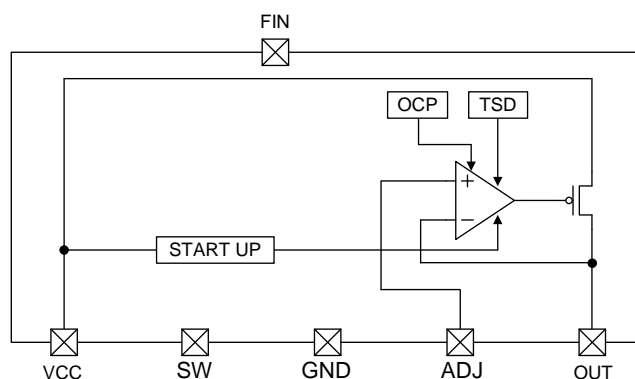 FIN
OCP
TSD
+
−
START UP
VCC
SW
GND
ADJ
OUT